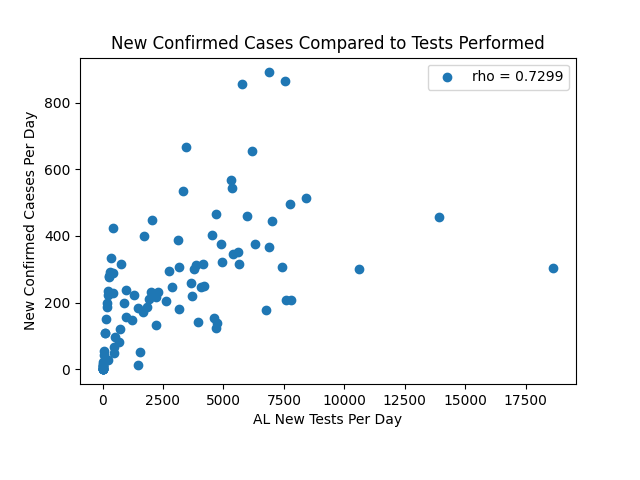 New Confirmed Cases Compared to Tests Performed
rho = 0.7299
New Confirmed Caeses Per Day
800
600
400
200
0
0 2500 5000 7500 10000 12500 15000 17500
AL New Tests Per Day